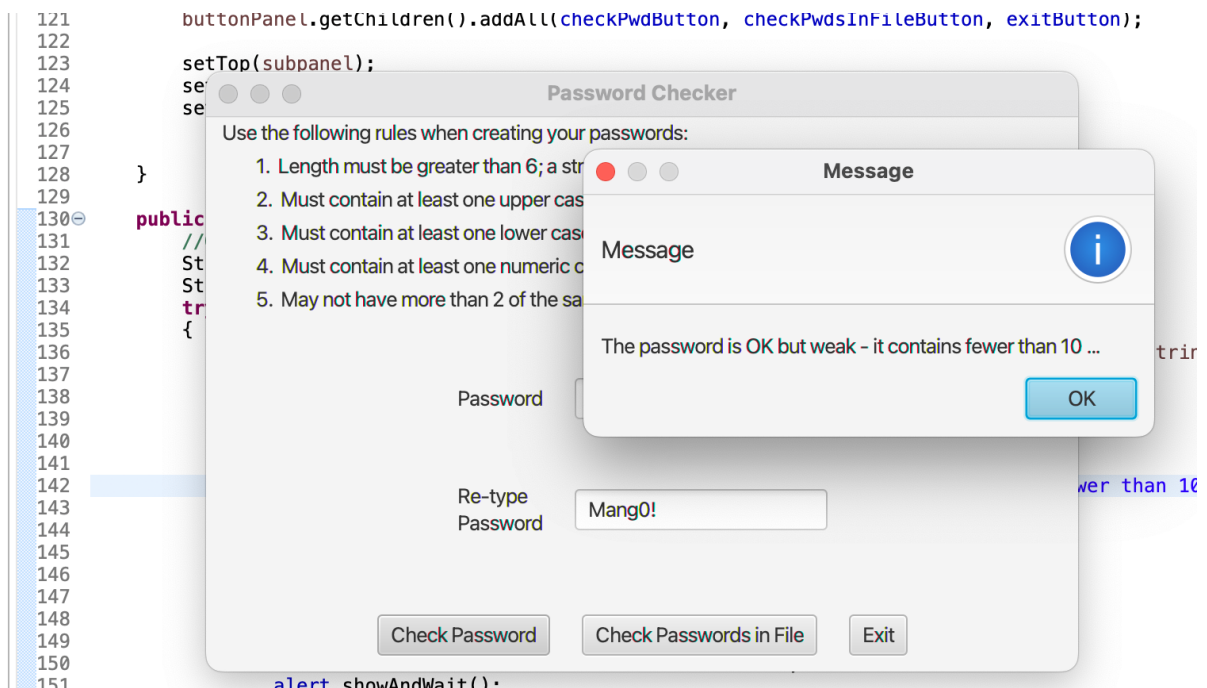 121 buttonPanel.getChildren().addAll(checkPwdButton, checkPwdsInFileButton, exitButton);
122
123 setTop(subpanel);
124 se
125 se
126
127
128 }
129
130 public
131 //
132 St
133 St
134 tr
135 {
136 trin
137
138
139
140
141
142 wer than 10
143
144
145
146
147
148
149
150
151 alert.showAndWait();
Password Checker
Use the following rules when creating your passwords:
1. Length must be greater than 6; a str
2. Must contain at least one upper cas
3. Must contain at least one lower cas
4. Must contain at least one numeric c
5. May not have more than 2 of the sa
Password
Re-type
Password
Mang0!
Check Password Check Passwords in File Exit
Message
Message
i
The password is OK but weak - it contains fewer than 10 ...
OK